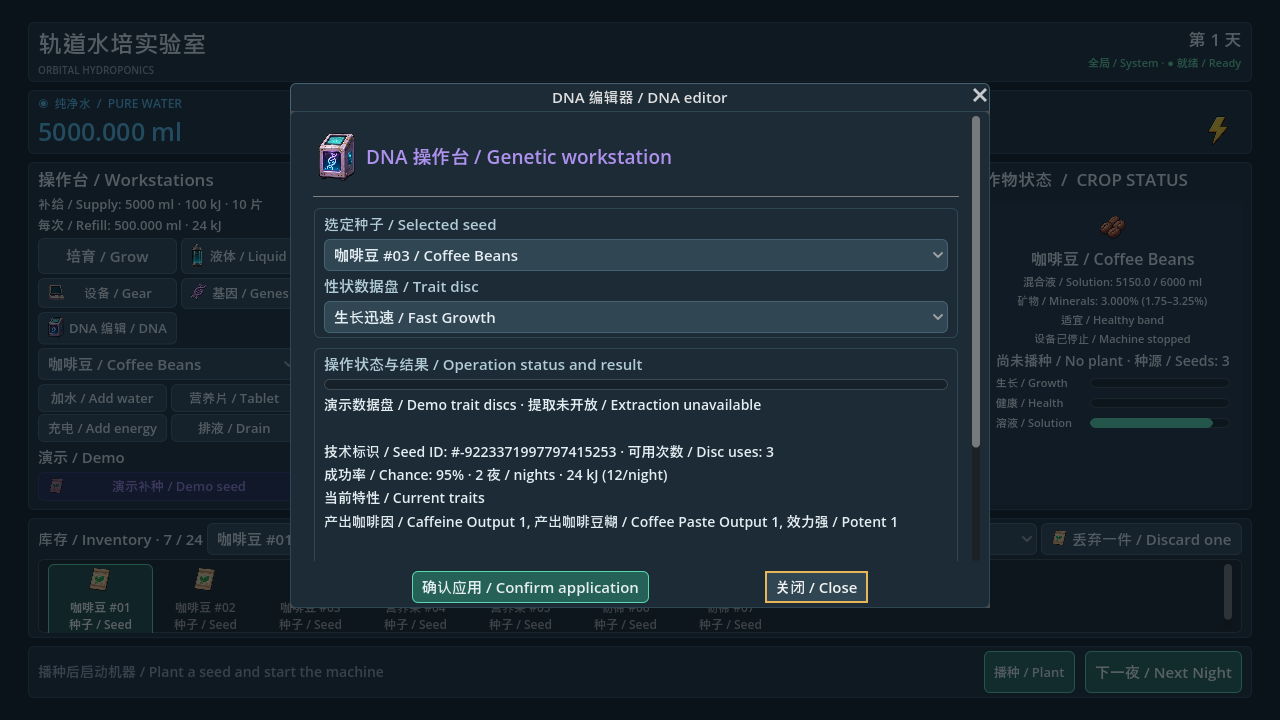 轨道水培实验室
ORBITAL HYDROPONICS
第 1 天
全局 / System · ● 就绪 / Ready
◉ 纯净水 / PURE WATER
5000.000 ml
操作台 / Workstations
补给 / Supply: 5000 ml · 100 kJ · 10 片
每次 / Refill: 500.000 ml · 24 kJ
培育 / Grow
液体 / Liquid
设备 / Gear
基因 / Genes
DNA 编辑 / DNA
咖啡豆 / Coffee Beans
加水 / Add water
营养片 / Tablet
充电 / Add energy
排液 / Drain
演示 / Demo
演示补种 / Demo seed
DNA 编辑器 / DNA editor
DNA 操作台 / Genetic workstation
选定种子 / Selected seed
咖啡豆 #03 / Coffee Beans
性状数据盘 / Trait disc
生长迅速 / Fast Growth
操作状态与结果 / Operation status and result
演示数据盘 / Demo trait discs · 提取未开放 / Extraction unavailable
技术标识 / Seed ID: #-9223371997797415253 · 可用次数 / Disc uses: 3
成功率 / Chance: 95% · 2 夜 / nights · 24 kJ (12/night)
当前特性 / Current traits
产出咖啡因 / Caffeine Output 1, 产出咖啡豆糊 / Coffee Paste Output 1, 效力强 / Potent 1
确认应用 / Confirm application
关闭 / Close
作物状态 / CROP STATUS
咖啡豆 / Coffee Beans
混合液 / Solution: 5150.0 / 6000 ml
矿物 / Minerals: 3.000% (1.75–3.25%)
适宜 / Healthy band
设备已停止 / Machine stopped
尚未播种 / No plant · 种源 / Seeds: 3
生长 / Growth
健康 / Health
溶液 / Solution
库存 / Inventory · 7 / 24
咖啡豆 #01
丢弃一件 / Discard one
咖啡豆 #01
种子 / Seed
咖啡豆 #02
种子 / Seed
咖啡豆 #03
种子 / Seed
#04
种子 / Seed
#05
种子 / Seed
#06
种子 / Seed
#07
种子 / Seed
播种后启动机器 / Plant a seed and start the machine
播种 / Plant
下一夜 / Next Night